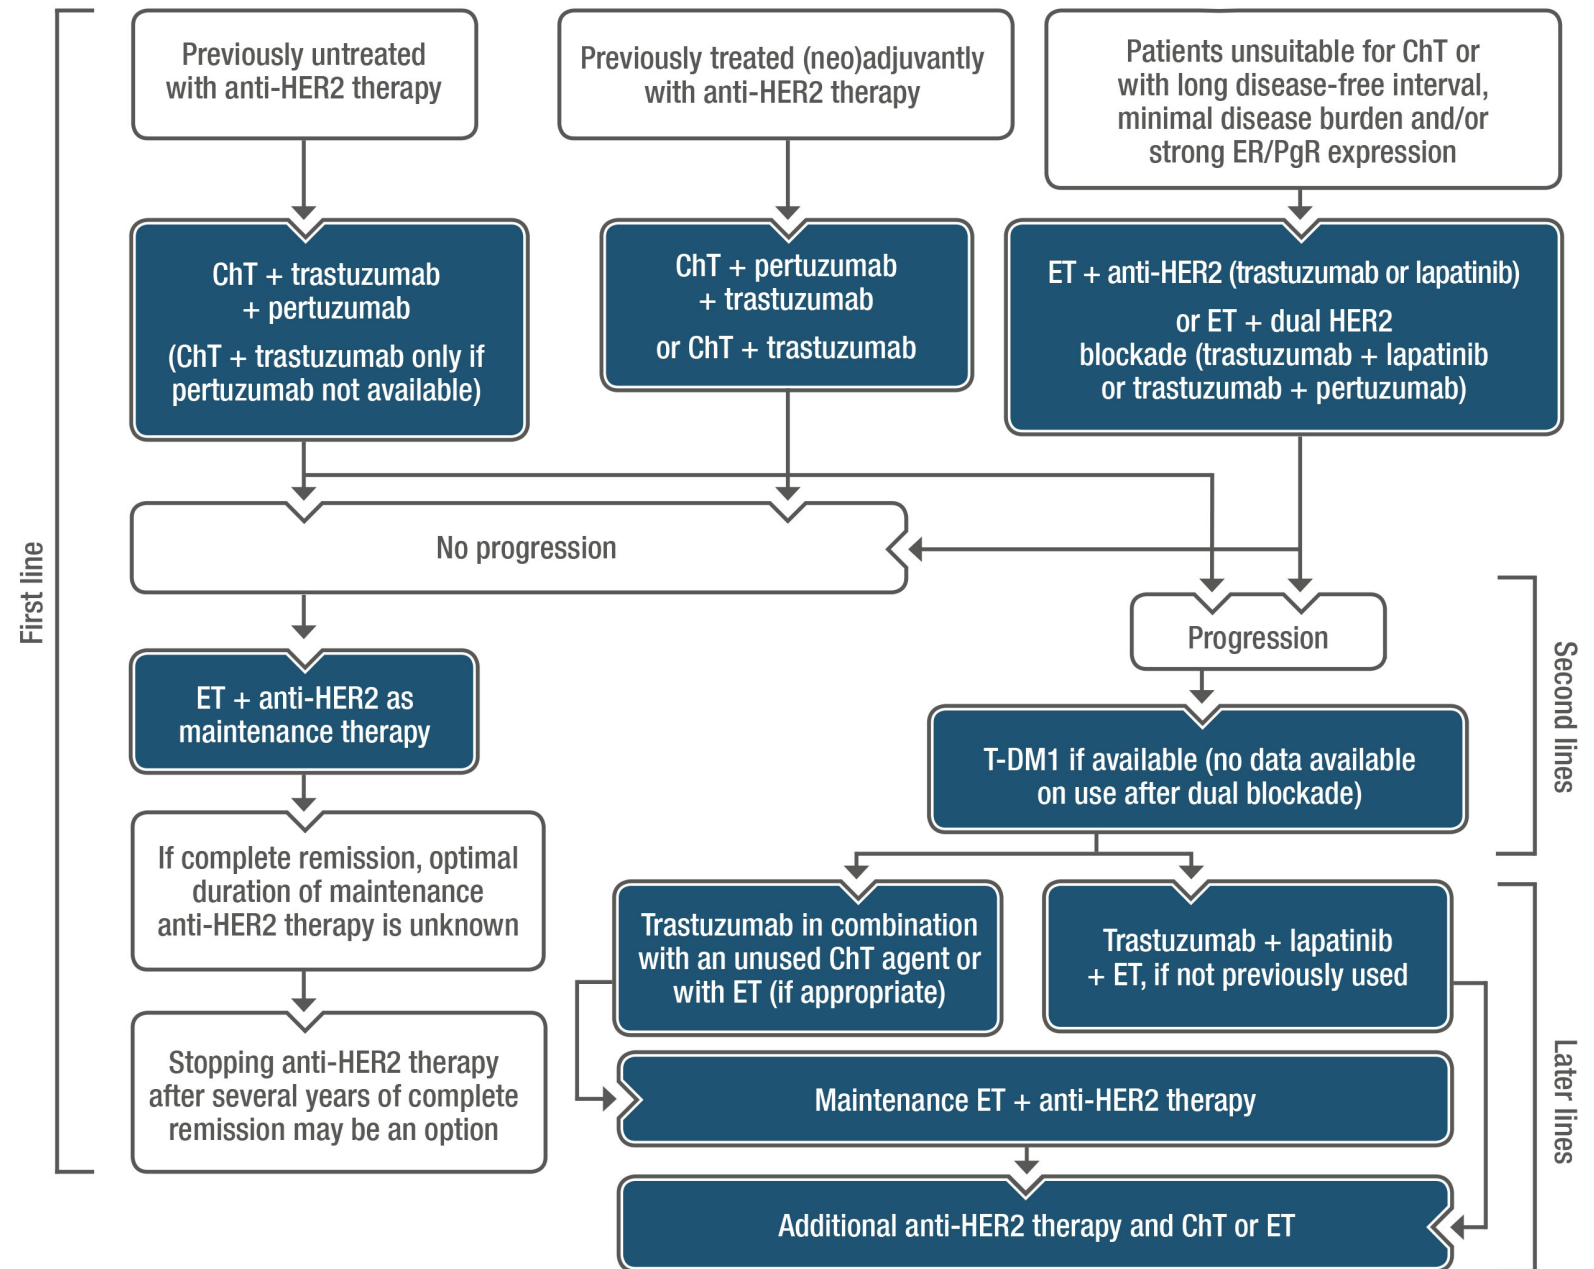 Previously untreated
with anti-HER2 therapy
Previously treated (neo)adjuvantly
with anti-HER2 therapy
Patients unsuitable for ChT or
with long disease-free interval,
minimal disease burden and/or
strong ER/PgR expression
ChT + trastuzumab
+ pertuzumab
(ChT + trastuzumab only if
pertuzumab not available)
ChT + pertuzumab
+ trastuzumab
or ChT + trastuzumab
ET + anti-HER2 (trastuzumab or lapatinib)
or ET + dual HER2
blockade (trastuzumab + lapatinib
or trastuzumab + pertuzumab)
No progression
First line
Progression
Second lines
ET + anti-HER2 as
maintenance therapy
T-DM1 if available (no data available
on use after dual blockade)
If complete remission, optimal
duration of maintenance
anti-HER2 therapy is unknown
Trastuzumab in combination
with an unused ChT agent or
with ET (if appropriate)
Trastuzumab + lapatinib
+ ET, if not previously used
Stopping anti-HER2 therapy
after several years of complete
remission may be an option
Maintenance ET + anti-HER2 therapy
Later lines
Additional anti-HER2 therapy and ChT or ET